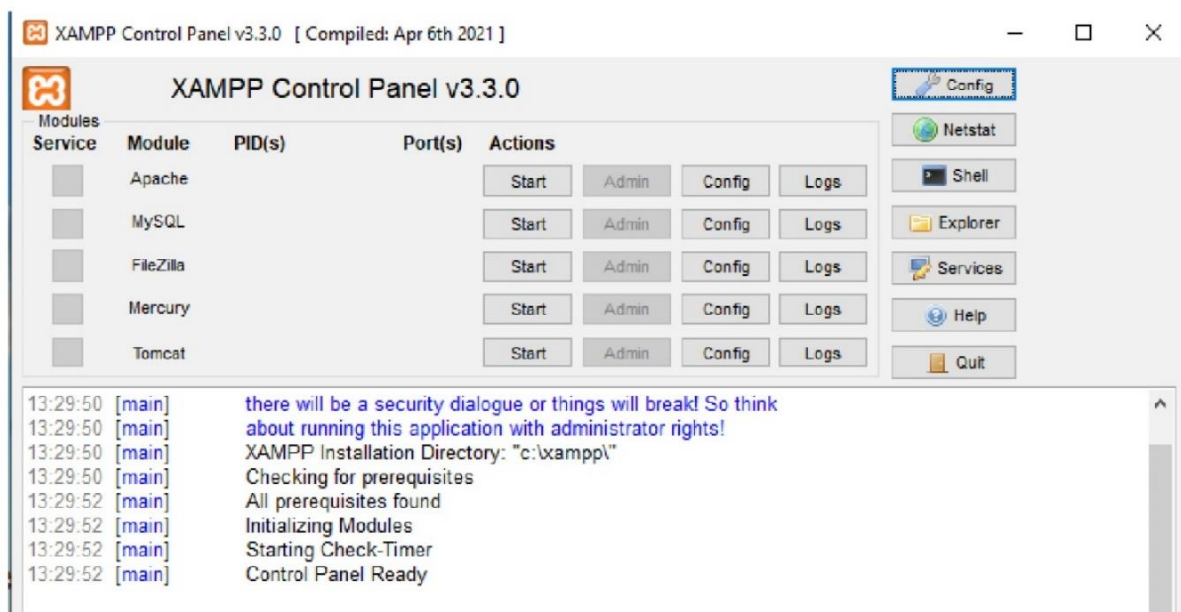 XAMPP Control Panel v3.3.0 [ Compiled: Apr 6th 2021 ]
XAMPP Control Panel v3.3.0
Config
Modules
Service Module PID(s) Port(s) Actions
Netstat
Apache Start Admin Config Logs
Shell
MySQL Start Admin Config Logs
Explorer
FileZilla Start Admin Config Logs
Services
Mercury Start Admin Config Logs
Help
Tomcat Start Admin Config Logs
Quit
13:29:50 [main] there will be a security dialogue or things will break! So think
13:29:50 [main] about running this application with administrator rights!
13:29:50 [main] XAMPP Installation Directory: "c:\xampp\"
13:29:50 [main] Checking for prerequisites
13:29:52 [main] All prerequisites found
13:29:52 [main] Initializing Modules
13:29:52 [main] Starting Check-Timer
13:29:52 [main] Control Panel Ready